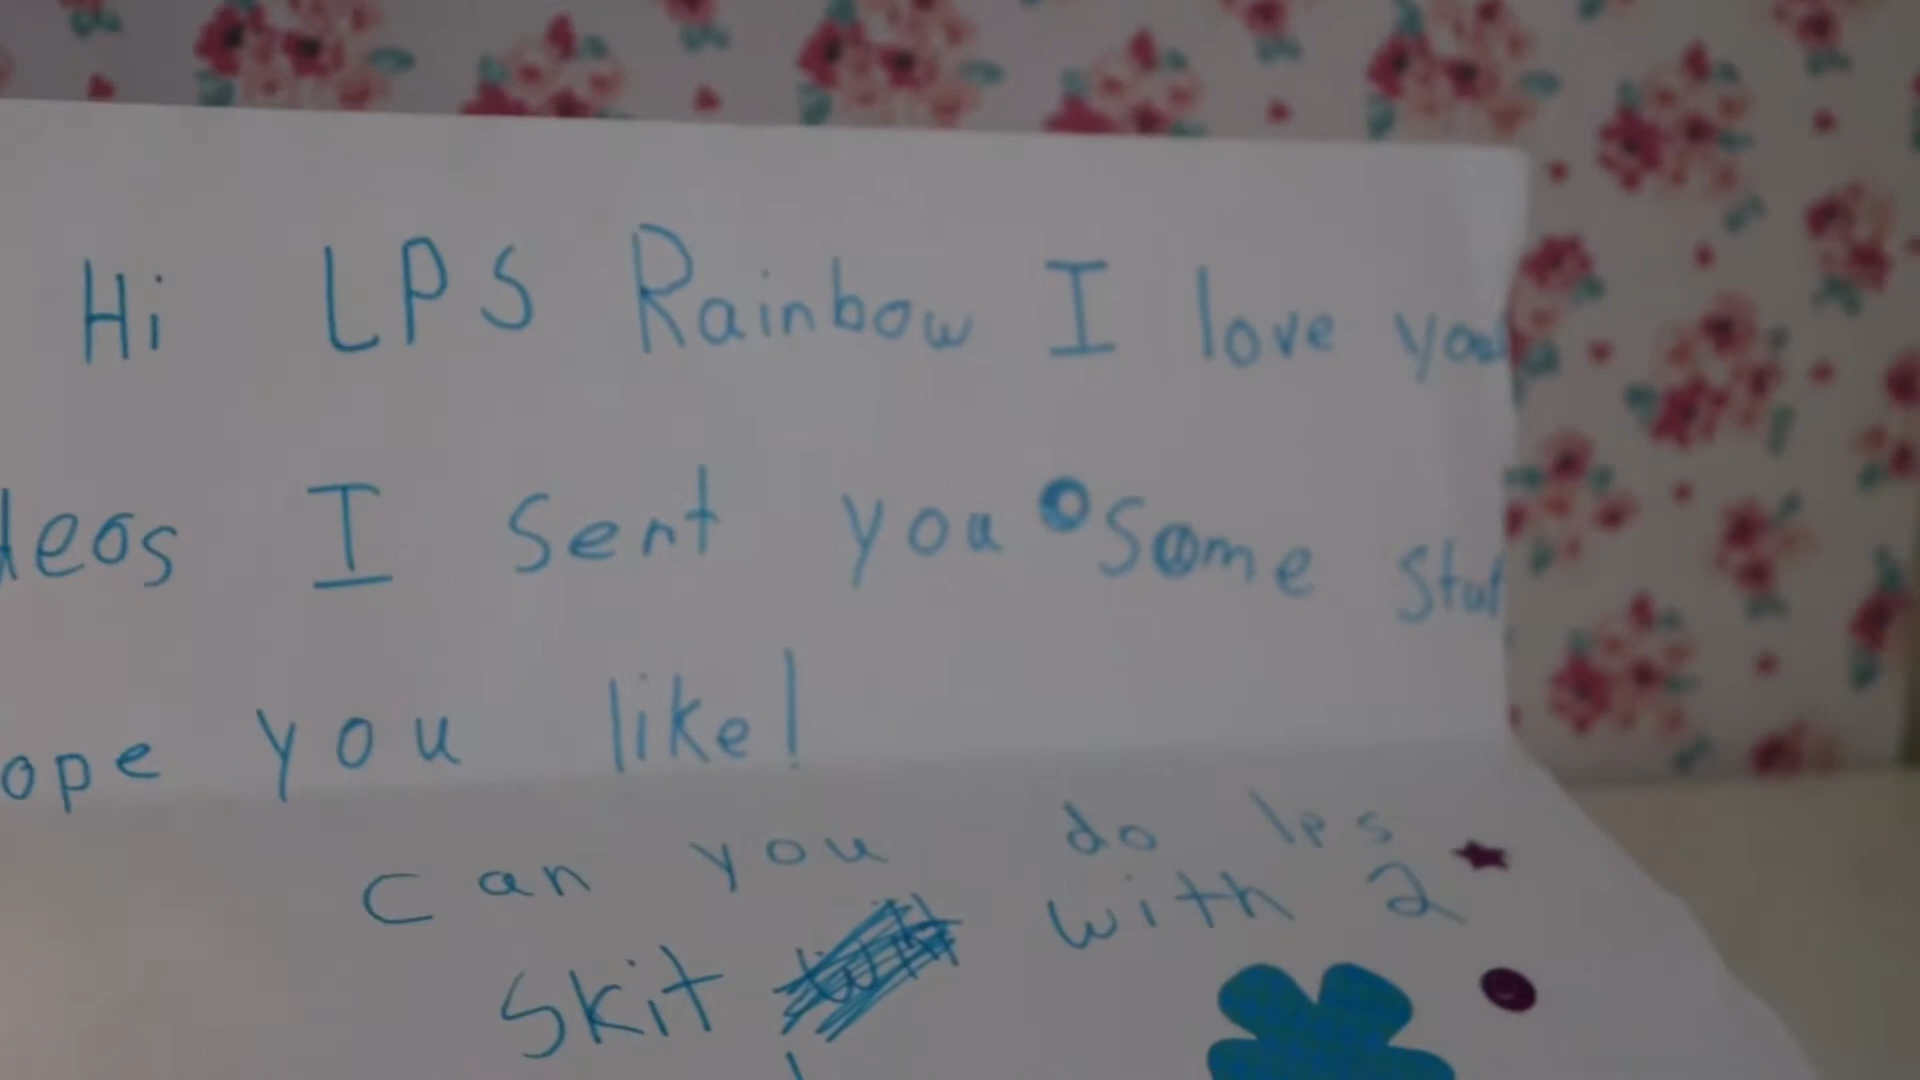 Hi LPS Rainbow I love you
deos I sent you some stuf
ope you like!
can you do lps
skit with 2